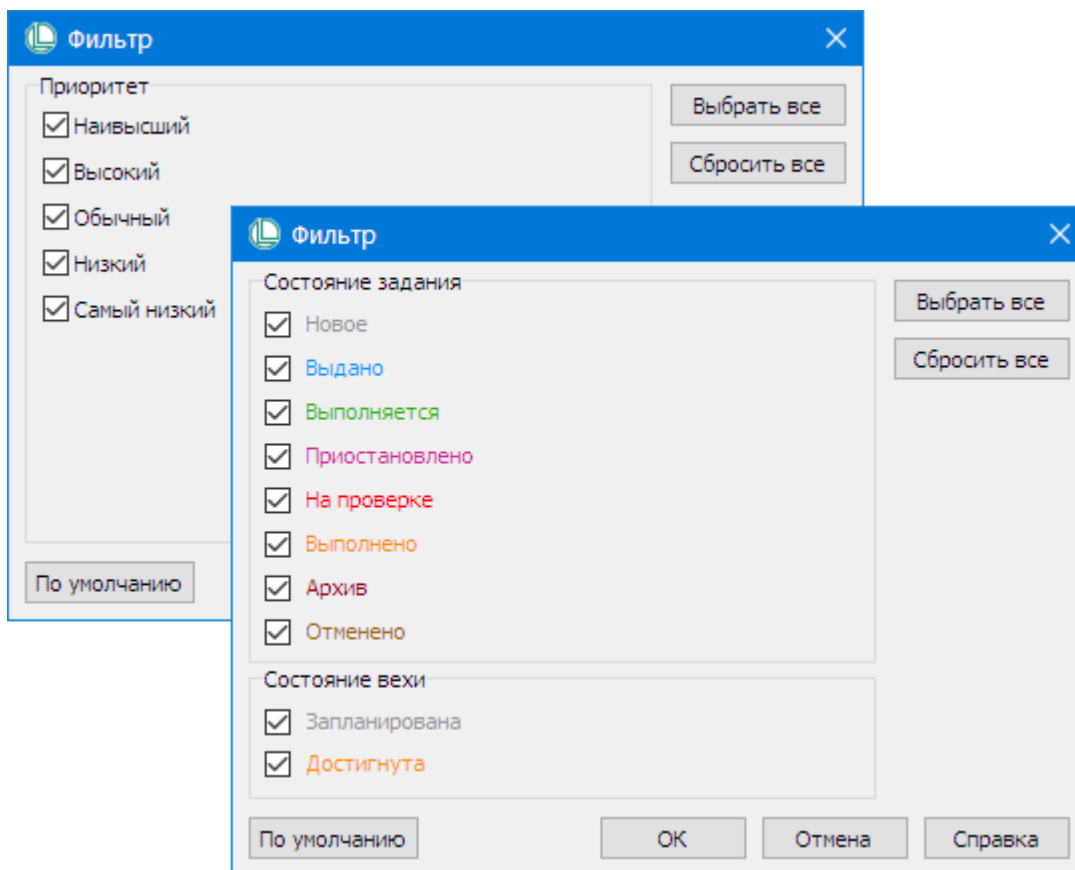 Фильтр
Приоритет
Наивысший
Высокий
Обычный
Низкий
Самый низкий
Выбрать все
Сбросить все
По умолчанию
Фильтр
Состояние задания
Новое
Выдано
Выполняется
Приостановлено
На проверке
Выполнено
Архив
Отменено
Выбрать все
Сбросить все
Состояние вехи
Запланирована
Достигнута
По умолчанию
ОК
Отмена
Справка